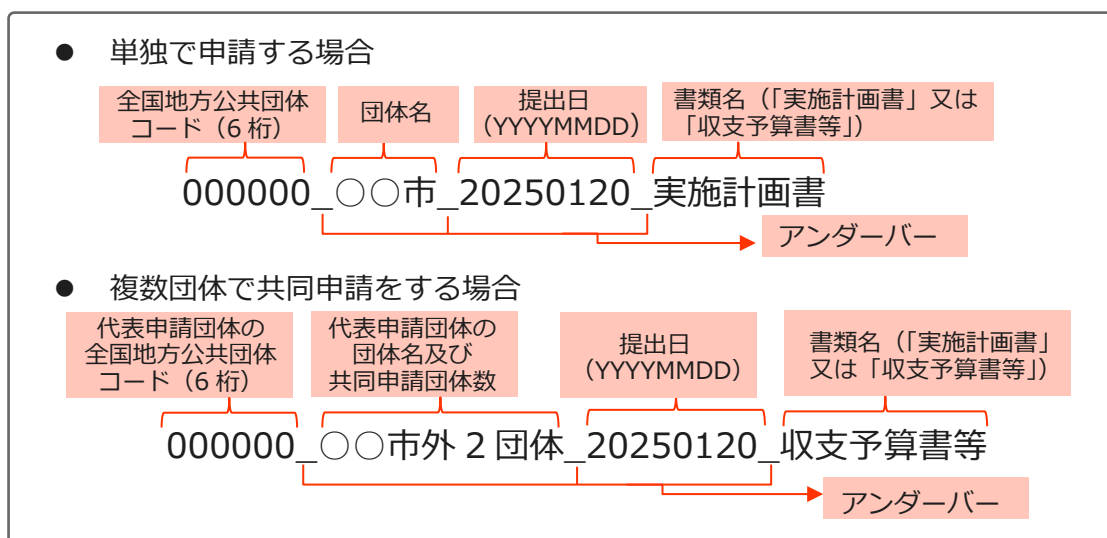 ● 単独で申請する場合
全国地方公共団体
コード（6 桁）
団体名
提出日
（YYYYMMDD）
書類名（「実施計画書」又は
「収支予算書等」）
000000_○○市_20250120_実施計画書
アンダーバー
● 複数団体で共同申請をする場合
代表申請団体の
全国地方公共団体
コード（6 桁）
代表申請団体の
団体名及び
共同申請団体数
提出日
（YYYYMMDD）
書類名（「実施計画書」
又は「収支予算書等」）
000000_○○市外 2 団体_20250120_収支予算書等
アンダーバー